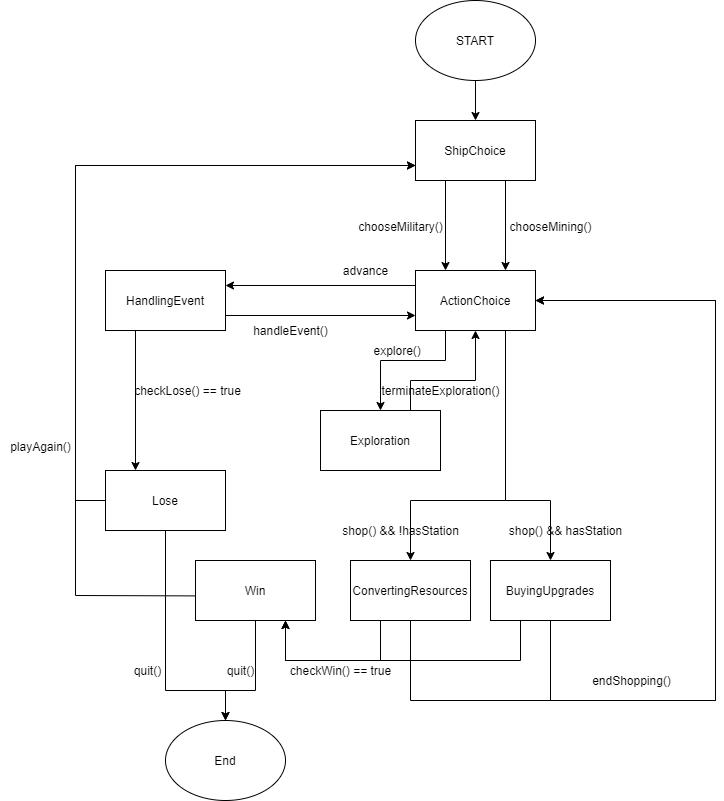 START
ShipChoice
chooseMilitary()
chooseMining()
advance
HandlingEvent
ActionChoice
handleEvent()
explore()
checkLose() == true
terminateExploration()
Exploration
playAgain()
Lose
shop() && !hasStation
shop() && hasStation
Win
ConvertingResources
BuyingUpgrades
quit()
quit()
checkWin() == true
endShopping()
End